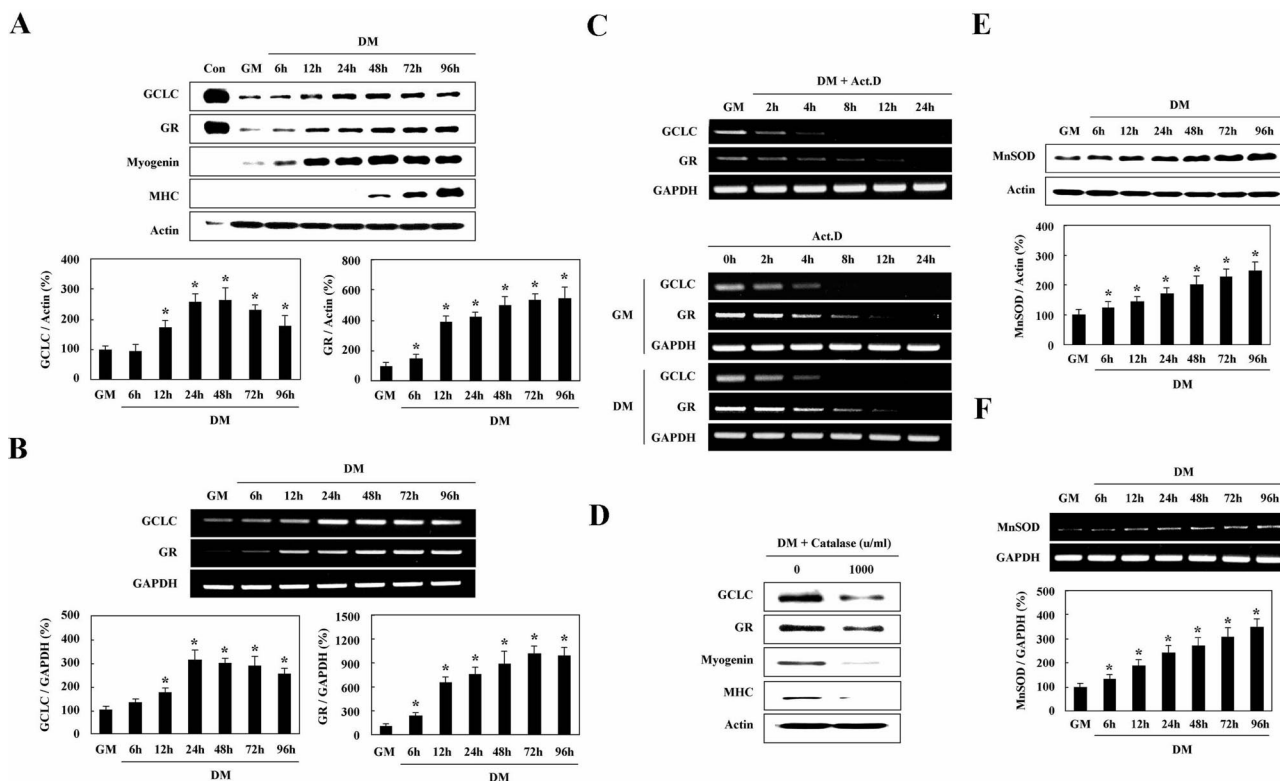 A
DM
Con GM 6h 12h 24h 48h 72h 96h
GCLC
GR
Myogenin
MHC
Actin
GCLC / Actin (%)
400
300
200
100
0
GM 6h 12h 24h 48h 72h 96h
DM
* * * * *
GR / Actin (%)
800
600
400
200
0
GM 6h 12h 24h 48h 72h 96h
DM
* * * * * *
B
DM
GM 6h 12h 24h 48h 72h 96h
GCLC
GR
GAPDH
GCLC / GAPDH (%)
500
400
300
200
100
0
GM 6h 12h 24h 48h 72h 96h
DM
* * * * *
GR / GAPDH (%)
1500
1200
900
600
300
0
GM 6h 12h 24h 48h 72h 96h
DM
* * * * * *
C
DM + Act.D
GM 2h 4h 8h 12h 24h
GCLC
GR
GAPDH
Act.D
0h 2h 4h 8h 12h 24h
GM
GCLC
GR
GAPDH
DM
GCLC
GR
GAPDH
D
DM + Catalase (u/ml)
0 1000
GCLC
GR
Myogenin
MHC
Actin
E
DM
GM 6h 12h 24h 48h 72h 96h
MnSOD
Actin
MnSOD / Actin (%)
400
300
200
100
0
GM 6h 12h 24h 48h 72h 96h
DM
* * * * * *
F
DM
GM 6h 12h 24h 48h 72h 96h
MnSOD
GAPDH
MnSOD / GAPDH (%)
500
400
300
200
100
0
GM 6h 12h 24h 48h 72h 96h
DM
* * * * * *